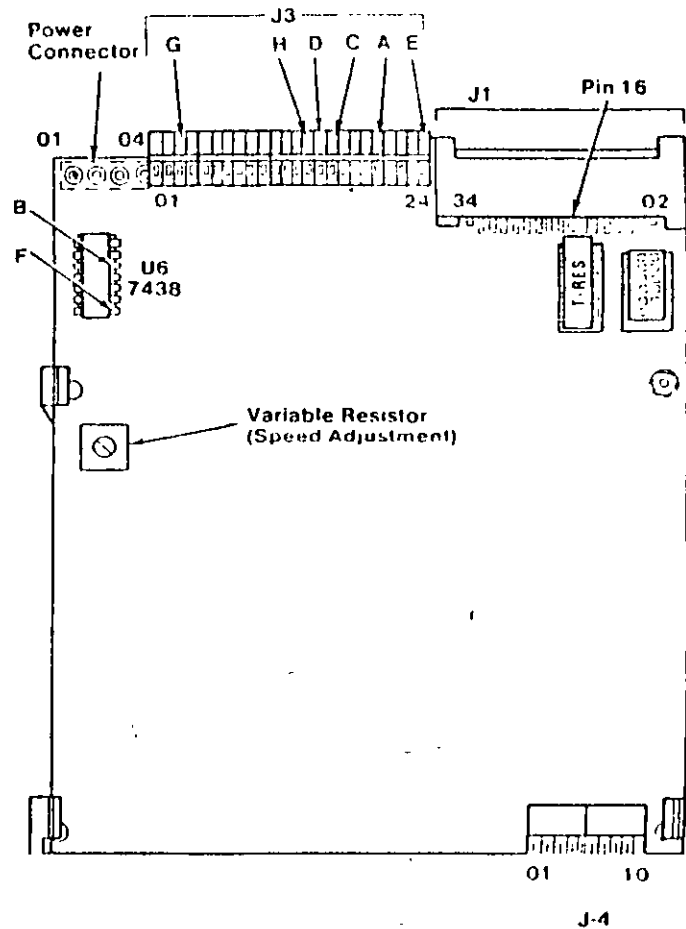 J3
Power
Connector
G H D C A E
J1
Pin 16
01 04
01 24
34 02
B
F
U6
7438
T-RES
Variable Resistor
(Speed Adjustment)
01 10
J-4